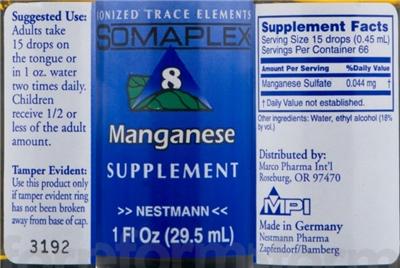 Suggested Use:
Adults take
15 drops on
the tongue or
in 1 oz. water
two times daily.
Children
receive 1/2 or
less of the adult
amount.
Tamper Evident:
Use this product only
if tamper evident ring
has not been broken
away from base of cap.
3192
IONIZED TRACE ELEMENTS
SOMAPLEX
8
Manganese
SUPPLEMENT
>> NESTMANN <<
1 Fl Oz (29.5 mL)
Supplement Facts
Serving Size 15 drops (0.45 mL)
Servings Per Container 66
Amount Per Serving %Daily Value
Manganese Sulfate 0.044 mg †
† Daily Value not established.
Other ingredients: Water, ethyl alcohol (18%
by vol.)
Distributed by:
Marco Pharma Int'l
Roseburg, OR 97470
MPI
Made in Germany
Nestmann Pharma
Zapfendorf/Bamberg